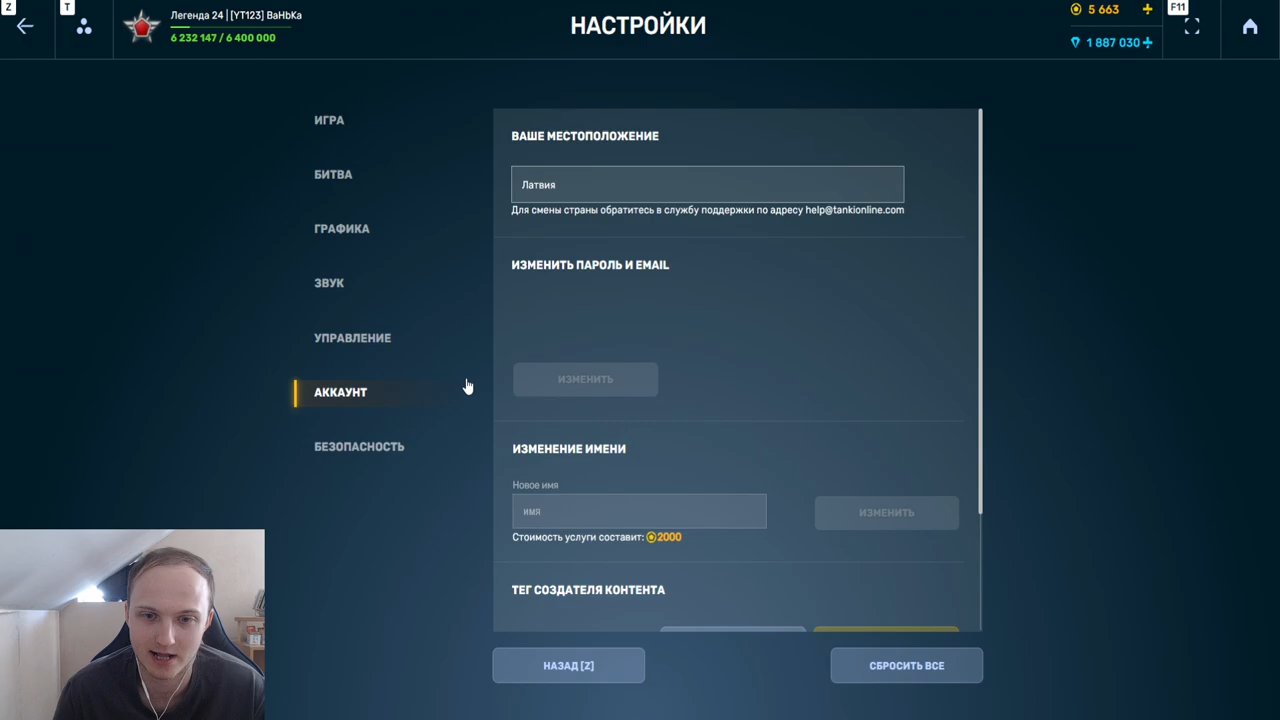 Z
T
Легенда 24 | [YT123] BaHbKa
6 232 147 / 6 400 000
НАСТРОЙКИ
5 663
1 887 030
F11
ИГРА
БИТВА
ГРАФИКА
ЗВУК
УПРАВЛЕНИЕ
АККАУНТ
БЕЗОПАСНОСТЬ
ВАШЕ МЕСТОПОЛОЖЕНИЕ
Латвия
Для смены страны обратитесь в службу поддержки по адресу help@tankionline.com
ИЗМЕНИТЬ ПАРОЛЬ И EMAIL
ИЗМЕНИТЬ
ИЗМЕНЕНИЕ ИМЕНИ
Новое имя
имя
ИЗМЕНИТЬ
Стоимость услуги составит: 2000
ТЕГ СОЗДАТЕЛЯ КОНТЕНТА
НАЗАД [Z]
СБРОСИТЬ ВСЕ